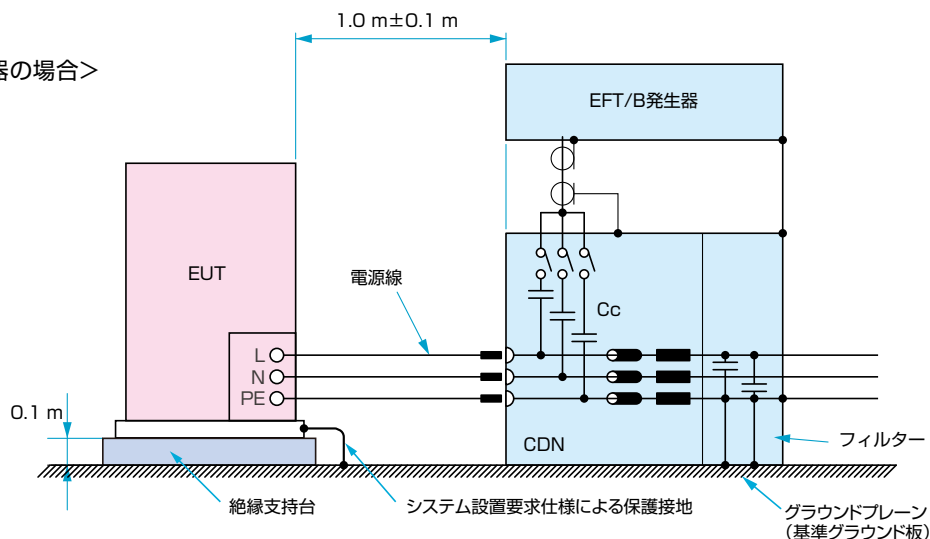 1.0 m±0.1 m
器の場合>
EFT/B発生器
EUT
電源線
Cc
L
N
PE
0.1 m
CDN
フィルター
絶縁支持台
システム設置要求仕様による保護接地
グラウンドプレーン
(基準グラウンド板)